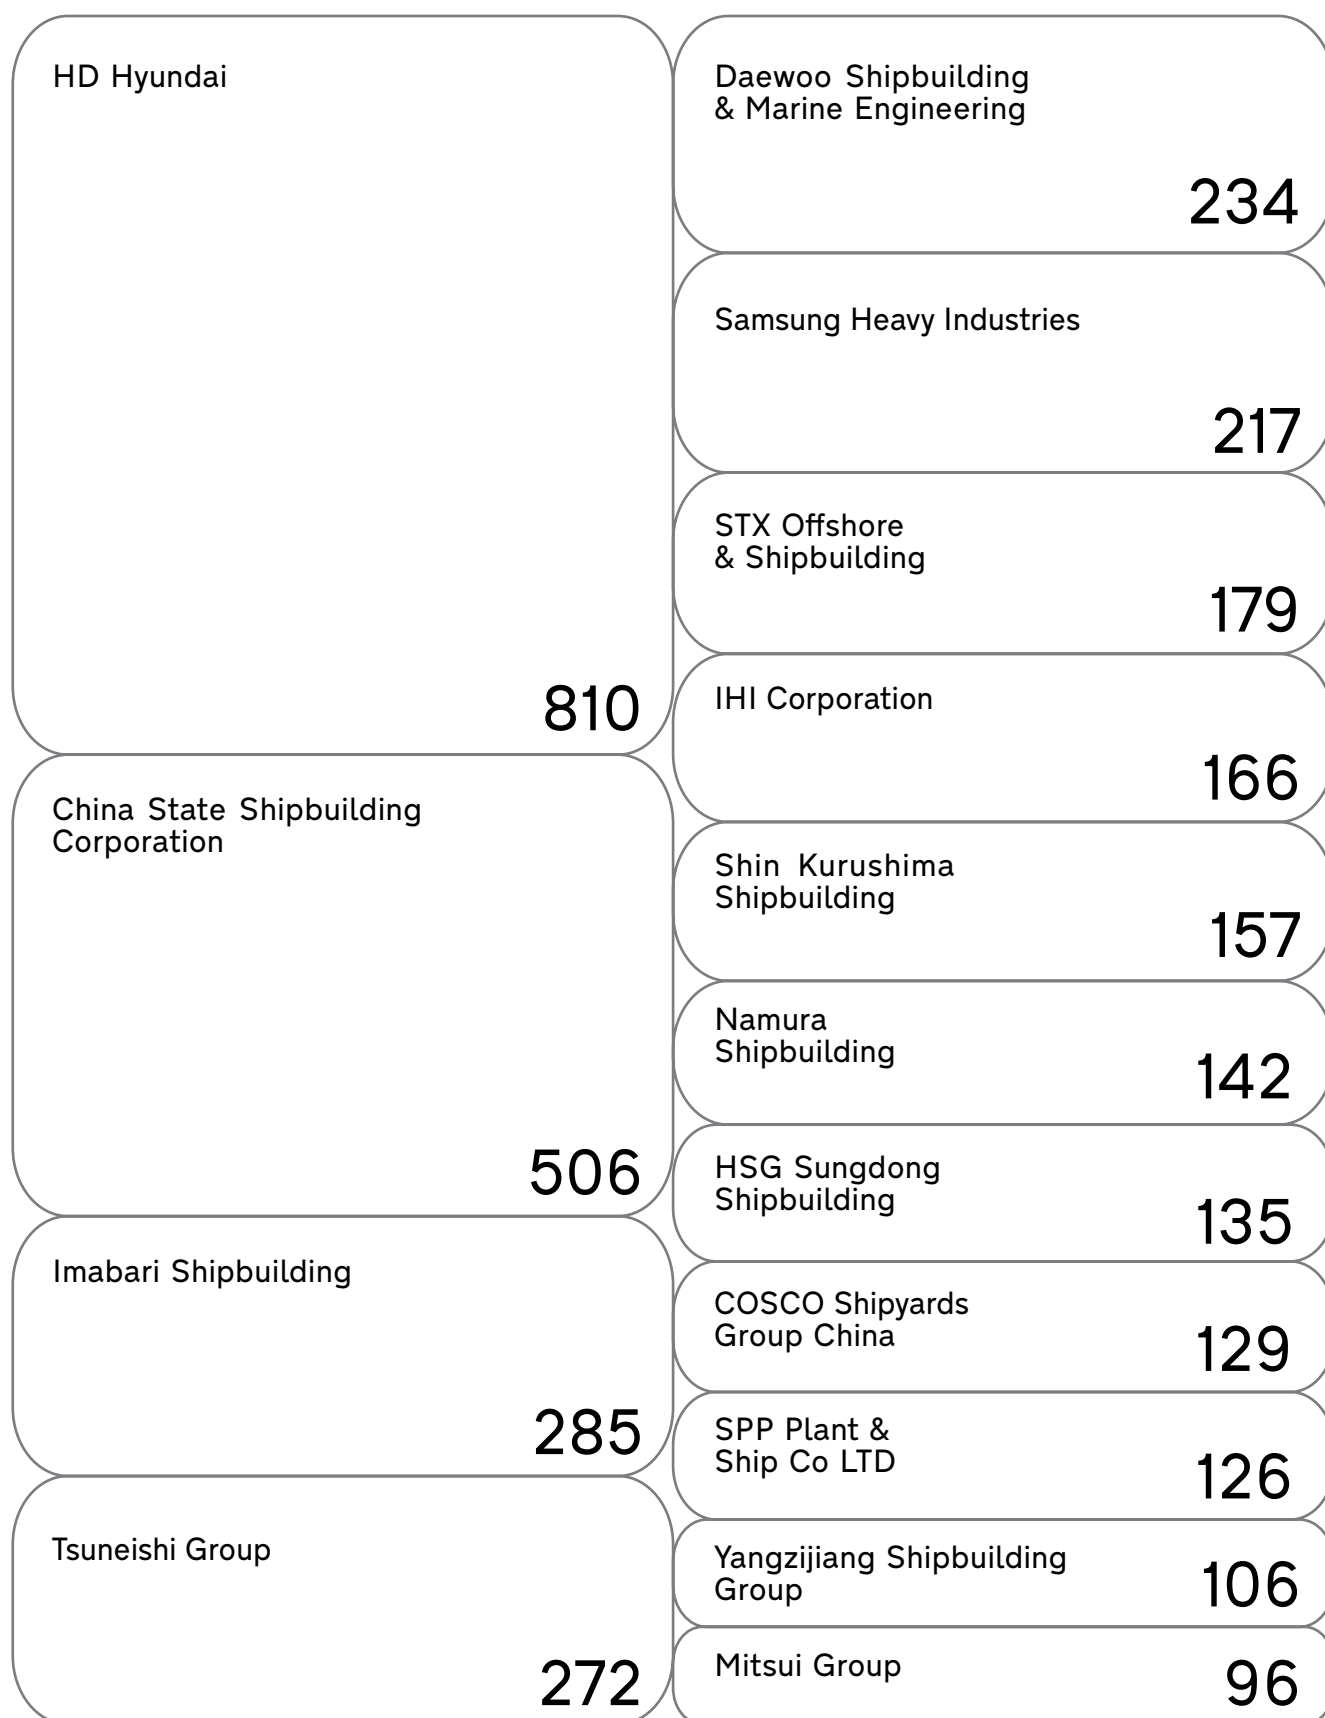 HD Hyundai
810
China State Shipbuilding
Corporation
506
Imabari Shipbuilding
285
Tsuneishi Group
272
Daewoo Shipbuilding
& Marine Engineering
234
Samsung Heavy Industries
217
STX Offshore
& Shipbuilding
179
IHI Corporation
166
Shin Kurushima
Shipbuilding
157
Namura
Shipbuilding
142
HSG Sungdong
Shipbuilding
135
COSCO Shipyards
Group China
129
SPP Plant &
Ship Co LTD
126
Yangzijiang Shipbuilding
Group
106
Mitsui Group
96